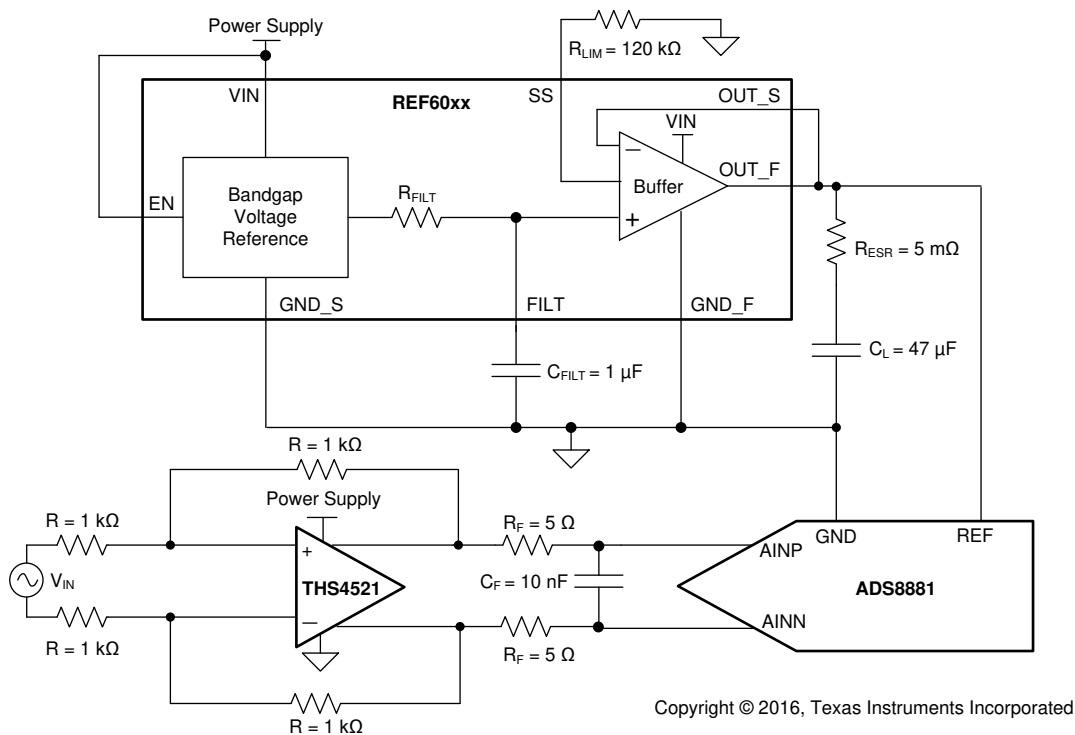 Power Supply
R_LIM = 120 kΩ
VIN
REF60xx
SS
OUT_S
VIN
EN
Bandgap
Voltage
Reference
R_FILT
Buffer
−
+
OUT_F
R_ESR = 5 mΩ
GND_S
FILT
GND_F
C_FILT = 1 µF
C_L = 47 µF
R = 1 kΩ
Power Supply
R = 1 kΩ
R_F = 5 Ω
GND
REF
V_IN
+
−
THS4521
C_F = 10 nF
AINP
ADS8881
AINN
R = 1 kΩ
R_F = 5 Ω
R = 1 kΩ
Copyright © 2016, Texas Instruments Incorporated